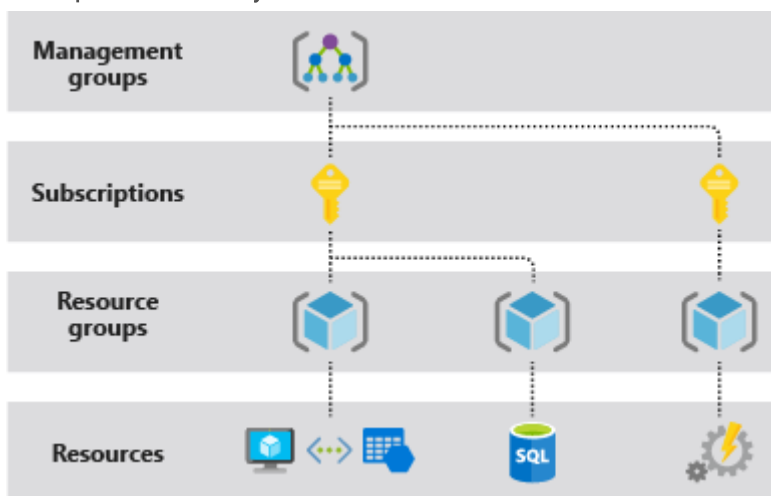 Management
groups
Subscriptions
Resource
groups
Resources
SQL